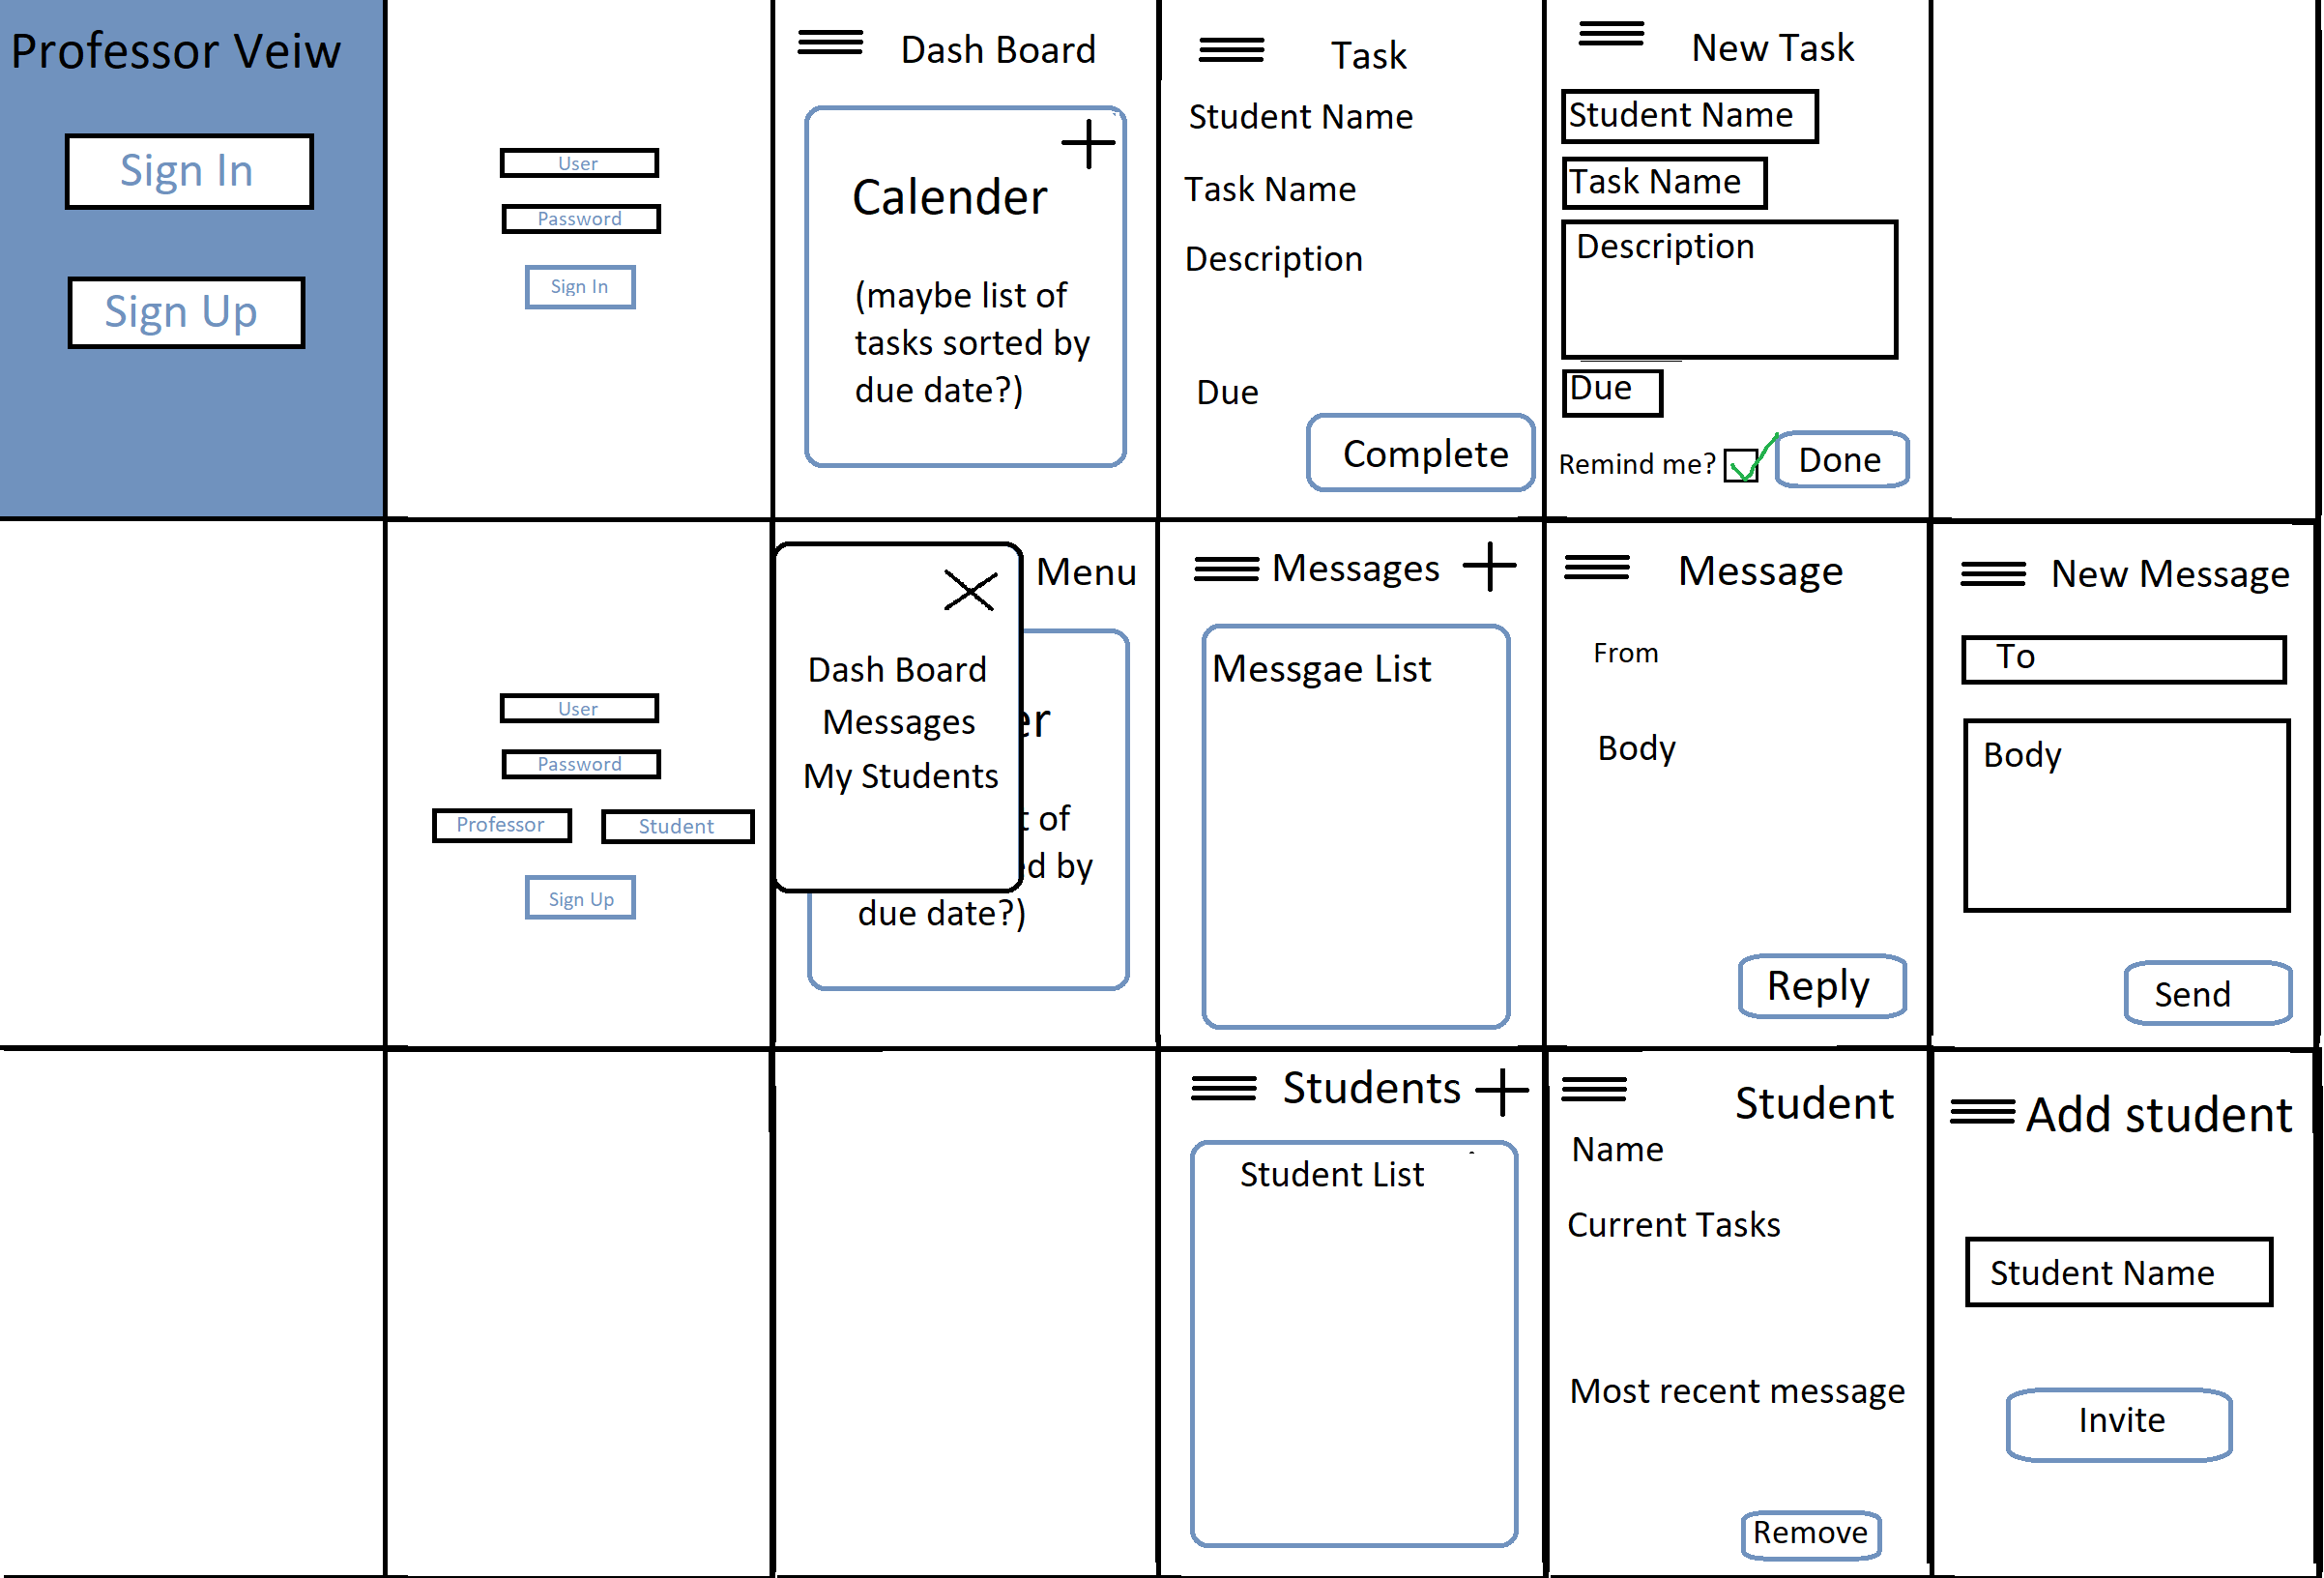 Professor Veiw
Sign In
Sign Up
User
Password
Sign In
Dash Board
Calender
(maybe list of
tasks sorted by
due date?)
Task
Student Name
Task Name
Description
Due
Complete
New Task
Student Name
Task Name
Description
Due
Remind me?
Done
User
Password
Professor
Student
Sign Up
Menu
Dash Board
Messages
My Students
er
t of
d by
due date?)
Messages
Messgae List
Message
From
Body
Reply
New Message
To
Body
Send
Students
Student List
Student
Name
Current Tasks
Most recent message
Remove
Add student
Student Name
Invite